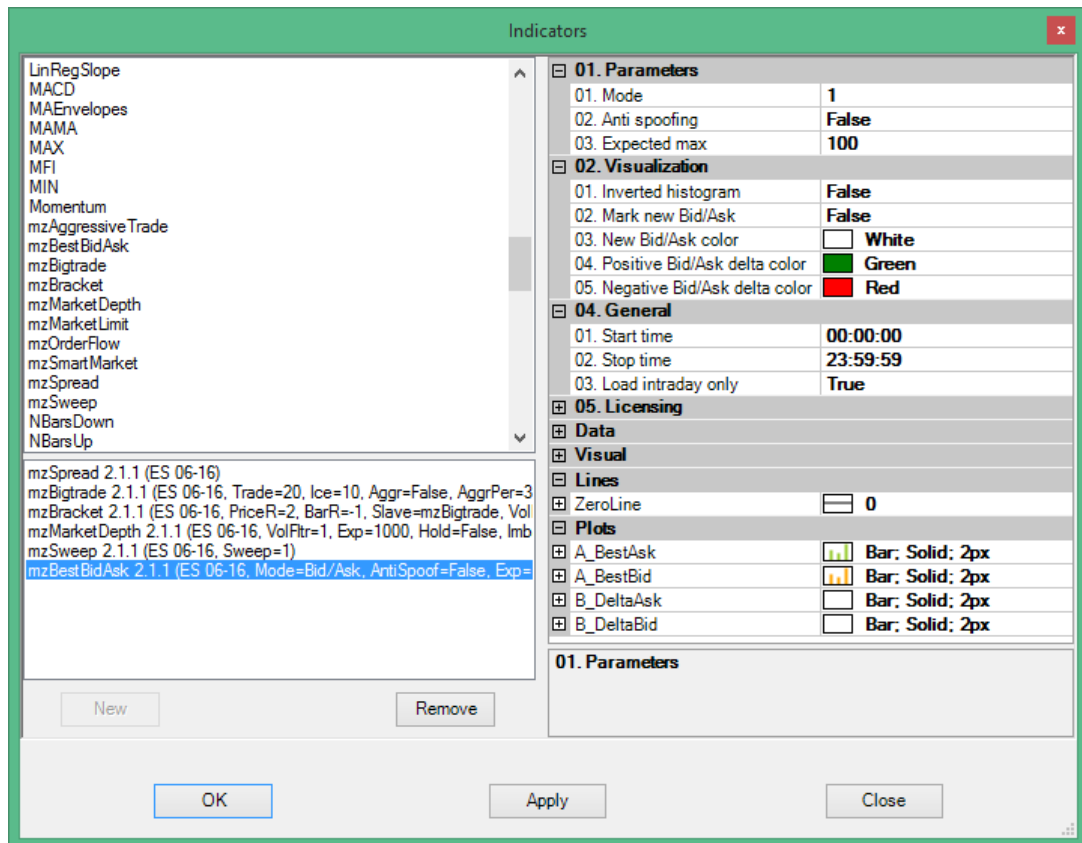 Indicators
x
LinRegSlope
MACD
MAEnvelopes
MAMA
MAX
MFI
MIN
Momentum
mzAggressiveTrade
mzBestBidAsk
mzBigtrade
mzBracket
mzMarketDepth
mzMarketLimit
mzOrderFlow
mzSmartMarket
mzSpread
mzSweep
NBarsDown
NBarsUp
mzSpread 2.1.1 (ES 06-16)
mzBigtrade 2.1.1 (ES 06-16, Trade=20, Ice=10, Aggr=False, AggrPer=3
mzBracket 2.1.1 (ES 06-16, PriceR=2, BarR=-1, Slave=mzBigtrade, Vol
mzMarketDepth 2.1.1 (ES 06-16, VolFltr=1, Exp=1000, Hold=False, Imb
mzSweep 2.1.1 (ES 06-16, Sweep=1)
mzBestBidAsk 2.1.1 (ES 06-16, Mode=Bid/Ask, AntiSpoof=False, Exp=
New
Remove
01. Parameters
01. Mode 1
02. Anti spoofing False
03. Expected max 100
02. Visualization
01. Inverted histogram False
02. Mark new Bid/Ask False
03. New Bid/Ask color White
04. Positive Bid/Ask delta color Green
05. Negative Bid/Ask delta color Red
04. General
01. Start time 00:00:00
02. Stop time 23:59:59
03. Load intraday only True
05. Licensing
Data
Visual
Lines
ZeroLine 0
Plots
A_BestAsk Bar; Solid; 2px
A_BestBid Bar; Solid; 2px
B_DeltaAsk Bar; Solid; 2px
B_DeltaBid Bar; Solid; 2px
01. Parameters
OK
Apply
Close